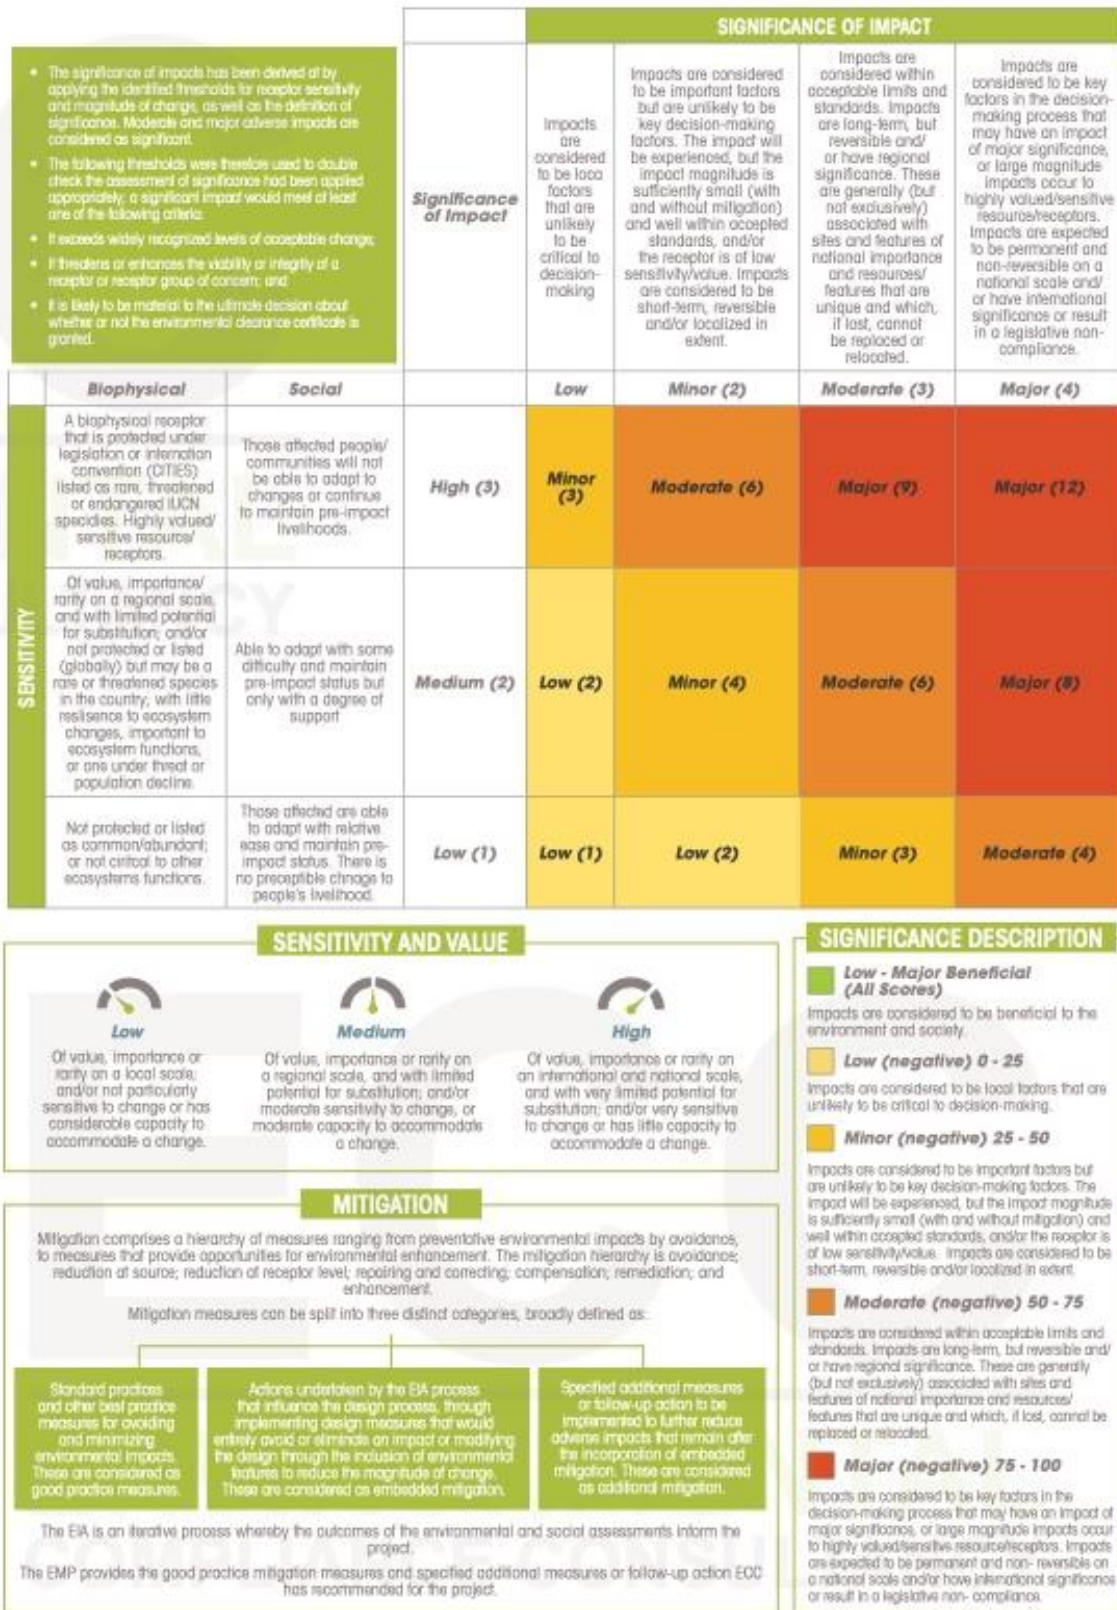 SIGNIFICANCE OF IMPACT
• The significance of impacts has been derived at by
applying the identified thresholds for receptor sensitivity
and magnitude of change, as well as the definition of
significance. Moderate and major adverse impacts are
considered as significant.
• The following thresholds were therefore used to double
check the assessment of significance had been applied
appropriately; a significant impact would meet at least
one of the following criteria:
• It exceeds widely recognized levels of acceptable change;
• It threatens or enhances the viability or integrity of a
receptor or receptor group of concern; and
• It is likely to be material to the ultimate decision about
whether or not the environmental clearance certificate is
granted.
Significance
of Impact
Impacts
are
considered
to be loca
factors
that are
unlikely
to be
critical to
decision-
making
Impacts are considered
to be important factors
but are unlikely to be
key decision-making
factors. The impact will
be experienced, but the
impact magnitude is
sufficiently small (with
and without mitigation)
and well within accepted
standards, and/or
the receptor is of low
sensitivity/value. Impacts
are considered to be
short-term, reversible
and/or localized in
extent.
Impacts are
considered within
acceptable limits and
standards. Impacts
are long-term, but
reversible and/
or have regional
significance. These
are generally (but
not exclusively)
associated with
sites and features of
national importance
and resources/
features that are
unique and which,
if lost, cannot
be replaced or
relocated.
Impacts are
considered to be key
factors in the decision-
making process that
may have an impact
of major significance,
or large magnitude
impacts occur to
highly valued/sensitive
resource/receptors.
Impacts are expected
to be permanent and
non-reversible on a
national scale and/
or have international
significance or result
in a legislative non-
compliance.
Biophysical
Social
Low
Minor (2)
Moderate (3)
Major (4)
SENSITIVITY
A biophysical receptor
that is protected under
legislation or internation
convention (CITIES)
listed as rare, threatened
or endangered IUCN
specidies. Highly valued/
sensitive resource/
receptors.
Those affected people/
communities will not
be able to adapt to
changes or continue
to maintain pre-impact
livelihoods.
High (3)
Minor
(3)
Moderate (6)
Major (9)
Major (12)
Of value, importance/
rarity on a regional scale,
and with limited potential
for substitution; and/or
not protected or listed
(globally) but may be a
rare or threatened species
in the country; with little
reslisence to ecosystem
changes, important to
ecosystem functions,
or one under threat or
population decline.
Able to adapt with some
difficulty and maintain
pre-impact status but
only with a degree of
support
Medium (2)
Low (2)
Minor (4)
Moderate (6)
Major (8)
Not protected or listed
as common/abundant;
or not critcal to other
ecosystems functions.
Those affected are able
to adapt with relative
ease and maintain pre-
impact status. There is
no preceptible chnage to
people's livelihood.
Low (1)
Low (1)
Low (2)
Minor (3)
Moderate (4)
SENSITIVITY AND VALUE
Low
Of value, importance or
rarity on a local scale;
and/or not particularly
sensitive to change or has
considerable capacity to
accommodate a change.
Medium
Of value, importance or rarity on
a regional scale, and with limited
potential for substitution; and/or
moderate sensitivity to change, or
moderate capacity to accommodate
a change.
High
Of value, importance or rarity on
an international and national scale,
and with very limited potential for
substitution; and/or very sensitive
to change or has little capacity to
accommodate a change.
MITIGATION
Mitigation comprises a hierarchy of measures ranging from preventative environmental impacts by avoidance,
to measures that provide opportunities for environmental enhancement. The mitigation hierarchy is avoidance;
reduction at source; reduction at receptor level; repairing and correcting; compensation; remediation; and
enhancement.
Mitigation measures can be split into three distinct categories, broadly defined as:
Standard practices
and other best practice
measures for avoiding
and minimizing
environmental impacts.
These are considered as
good practice measures.
Actions undertaken by the EIA process
that influence the design process, through
implementing design measures that would
entirely avoid or eliminate an impact or modifying
the design through the inclusion of environmental
features to reduce the magnitude of change.
These are considered as embedded mitigation.
Specified additional measures
or follow-up action to be
implemented to further reduce
adverse impacts that remain after
the incorporation of embedded
mitigation. These are considered
as additional mitigation.
The EIA is an iterative process whereby the outcomes of the environmental and social assessments inform the
project.
The EMP provides the good practice mitigation measures and specified additional measures or follow-up action ECC
has recommended for the project.
SIGNIFICANCE DESCRIPTION
Low - Major Beneficial
(All Scores)
Impacts are considered to be beneficial to the
environment and society.
Low (negative) 0 - 25
Impacts are considered to be local factors that are
unlikely to be critical to decision-making.
Minor (negative) 25 - 50
Impacts are considered to be important factors but
are unlikely to be key decision-making factors. The
impact will be experienced, but the impact magnitude
is sufficiently small (with and without mitigation) and
well within accepted standards, and/or the receptor is
of low sensitivity/value. Impacts are considered to be
short-term, reversible and/or localized in extent.
Moderate (negative) 50 - 75
Impacts are considered within acceptable limits and
standards. Impacts are long-term, but reversible and/
or have regional significance. These are generally
(but not exclusively) associated with sites and
features of national importance and resources/
features that are unique and which, if lost, cannot be
replaced or relocated.
Major (negative) 75 - 100
Impacts are considered to be key factors in the
decision-making process that may have an impact of
major significance, or large magnitude impacts occur
to highly valued/sensitive resource/receptors. Impacts
are expected to be permanent and non- reversible on
a national scale and/or have international significance
or result in a legislative non- compliance.